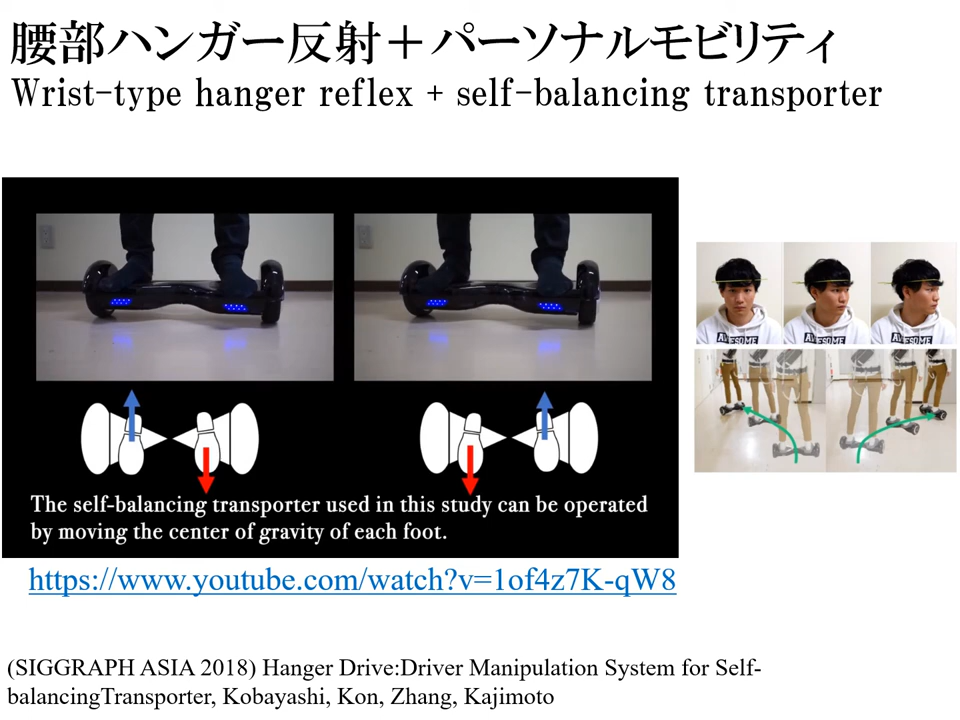 腰部ハンガー反射＋パーソナルモビリティ
Wrist-type hanger reflex + self-balancing transporter
The self-balancing transporter used in this study can be operated
by moving the center of gravity of each foot.
AWESOME
AWESOME
AWESOME
https://www.youtube.com/watch?v=1of4z7K-qW8
(SIGGRAPH ASIA 2018) Hanger Drive:Driver Manipulation System for Self-
balancingTransporter, Kobayashi, Kon, Zhang, Kajimoto